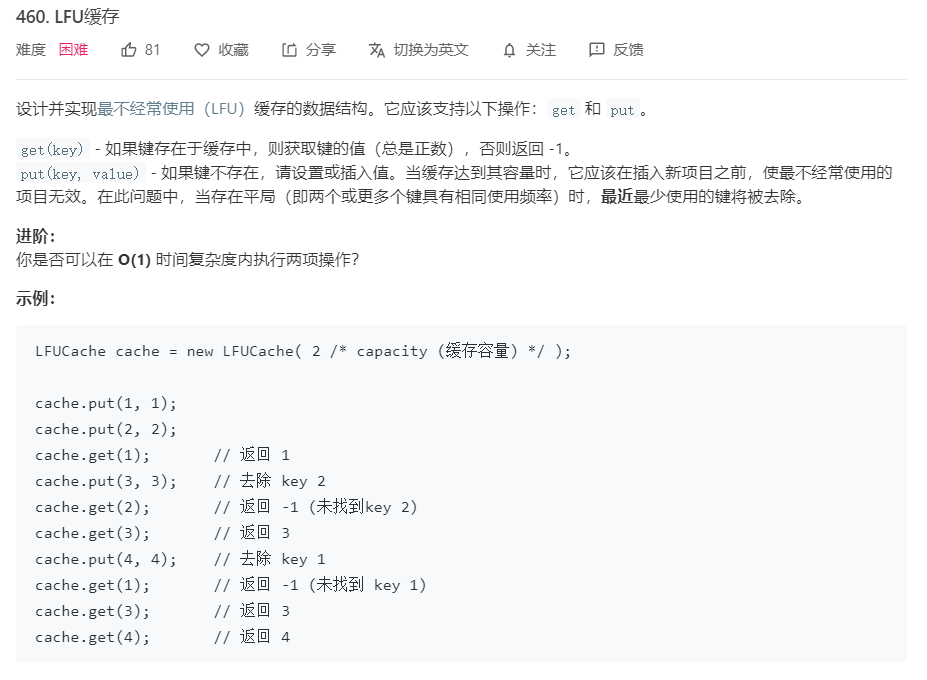 460. LFU缓存
难度 困难 81 收藏 分享 切换为英文 关注 反馈
设计并实现最不经常使用（LFU）缓存的数据结构。它应该支持以下操作：get 和 put。
get(key) - 如果键存在于缓存中，则获取键的值（总是正数），否则返回 -1。
put(key, value) - 如果键不存在，请设置或插入值。当缓存达到其容量时，它应该在插入新项目之前，使最不经常使用的
项目无效。在此问题中，当存在平局（即两个或更多个键具有相同使用频率）时，最近最少使用的键将被去除。
进阶：
你是否可以在 O(1) 时间复杂度内执行两项操作？
示例：
LFUCache cache = new LFUCache( 2 /* capacity (缓存容量) */ );
cache.put(1, 1);
cache.put(2, 2);
cache.get(1);       // 返回 1
cache.put(3, 3);    // 去除 key 2
cache.get(2);       // 返回 -1 (未找到key 2)
cache.get(3);       // 返回 3
cache.put(4, 4);    // 去除 key 1
cache.get(1);       // 返回 -1 (未找到 key 1)
cache.get(3);       // 返回 3
cache.get(4);       // 返回 4